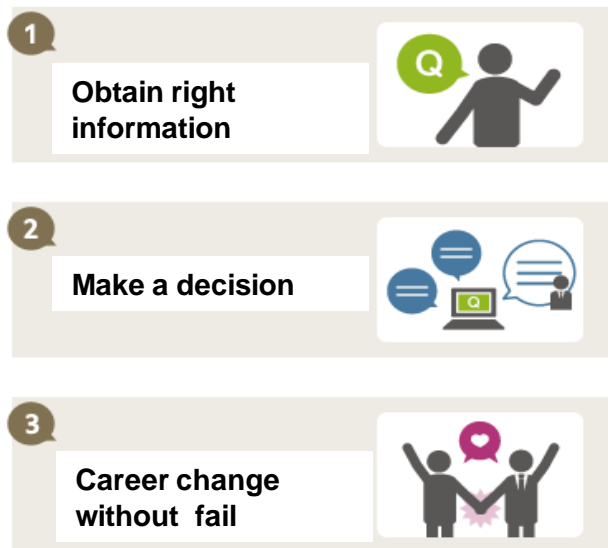 1
Obtain right
information
Q
2
Make a decision
Q
3
Career change
without  fail